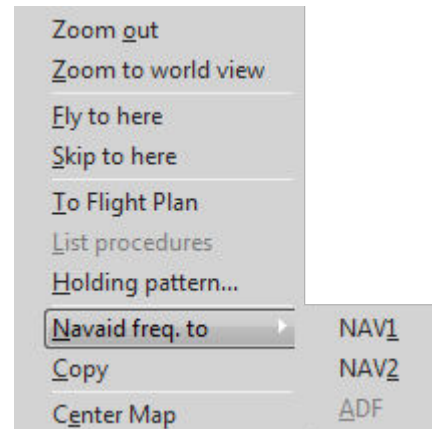 Zoom out
Zoom to world view
Fly to here
Skip to here
To Flight Plan
List procedures
Holding pattern...
Navaid freq. to
NAV1
Copy
NAV2
Center Map
ADF